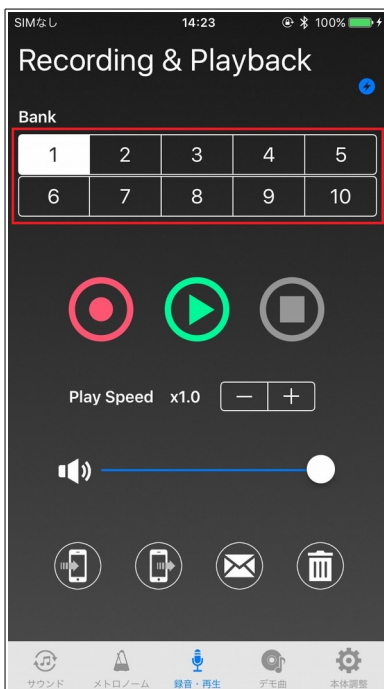 SIMなし 14:23 100%
Recording & Playback
Bank
1 2 3 4 5
6 7 8 9 10
Play Speed x1.0 − +
サウンド メトロノーム 録音・再生 デモ曲 本体調整